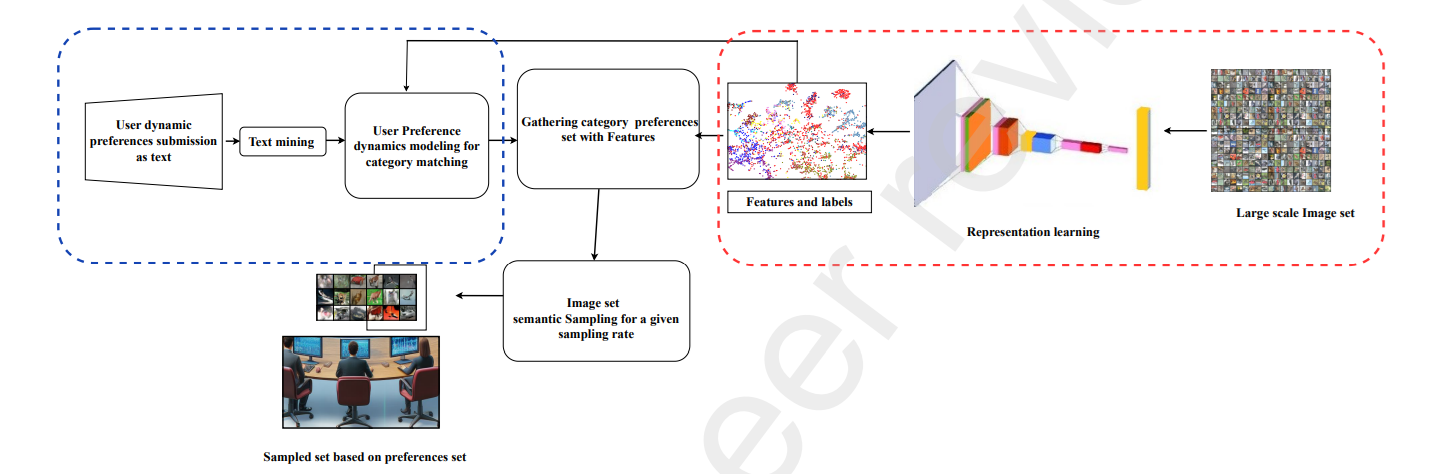 User dynamic
preferences submission
as text
Text mining
User Preference
dynamics modeling for
category matching
Gathering category preferences
set with Features
Features and labels
Representation learning
Large scale Image set
Image set
semantic Sampling for a given
sampling rate
Sampled set based on preferences set
eer review